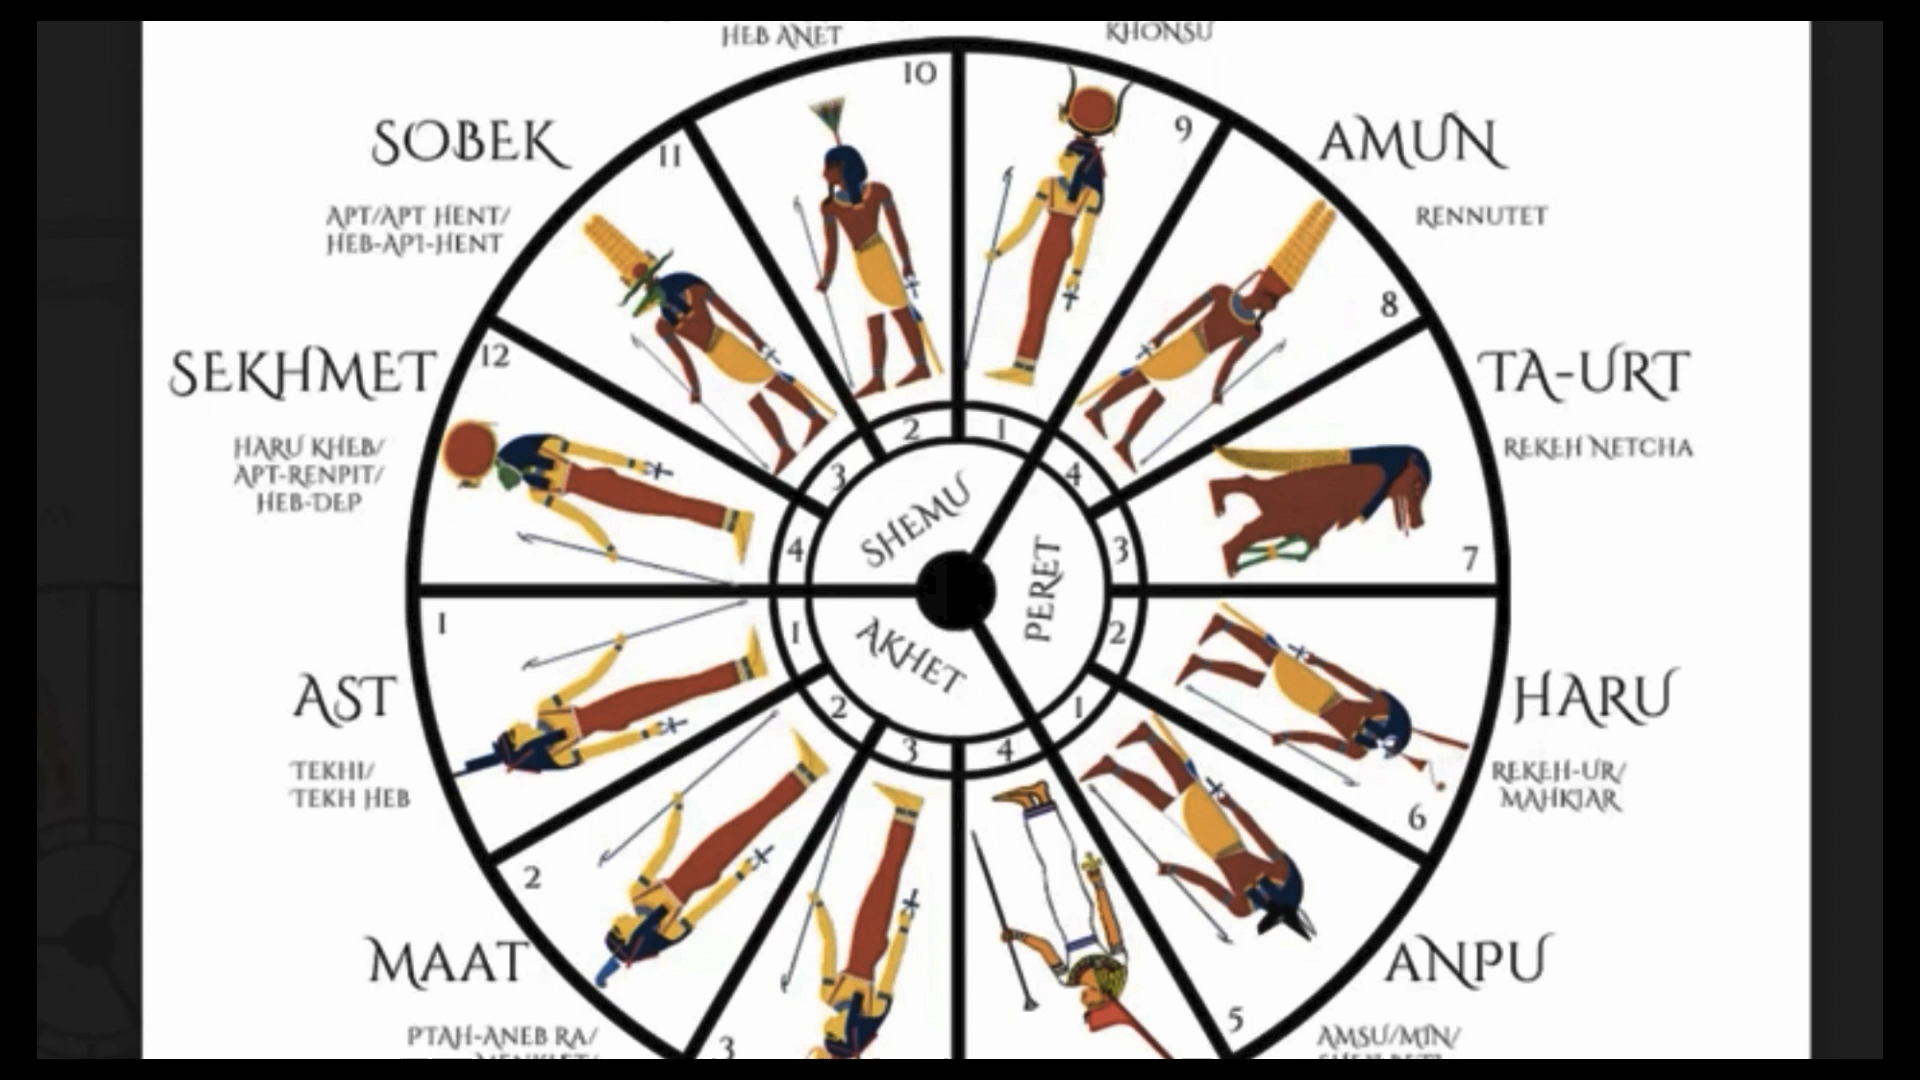 HEB ANET
KHONSU
10
9
SOBEK
APT/APT HENT/
HEB-API-HENT
11
AMUN
RENNUTET
8
SEKHMET
HARU KHEB/
APT-RENPIT/
HEB-DEP
12
TA-URT
REKEH NETCHA
7
2
1
3
4
4
3
SHEMU
PERET
AKHET
1
2
2
1
3
4
1
AST
TEKHI/
TEKH HEB
HARU
REKEH-UR/
MAHKIAR
6
2
MAAT
PTAH-ANEB RA/
MENKHET/
3
ANPU
AMSU/MIN/
5